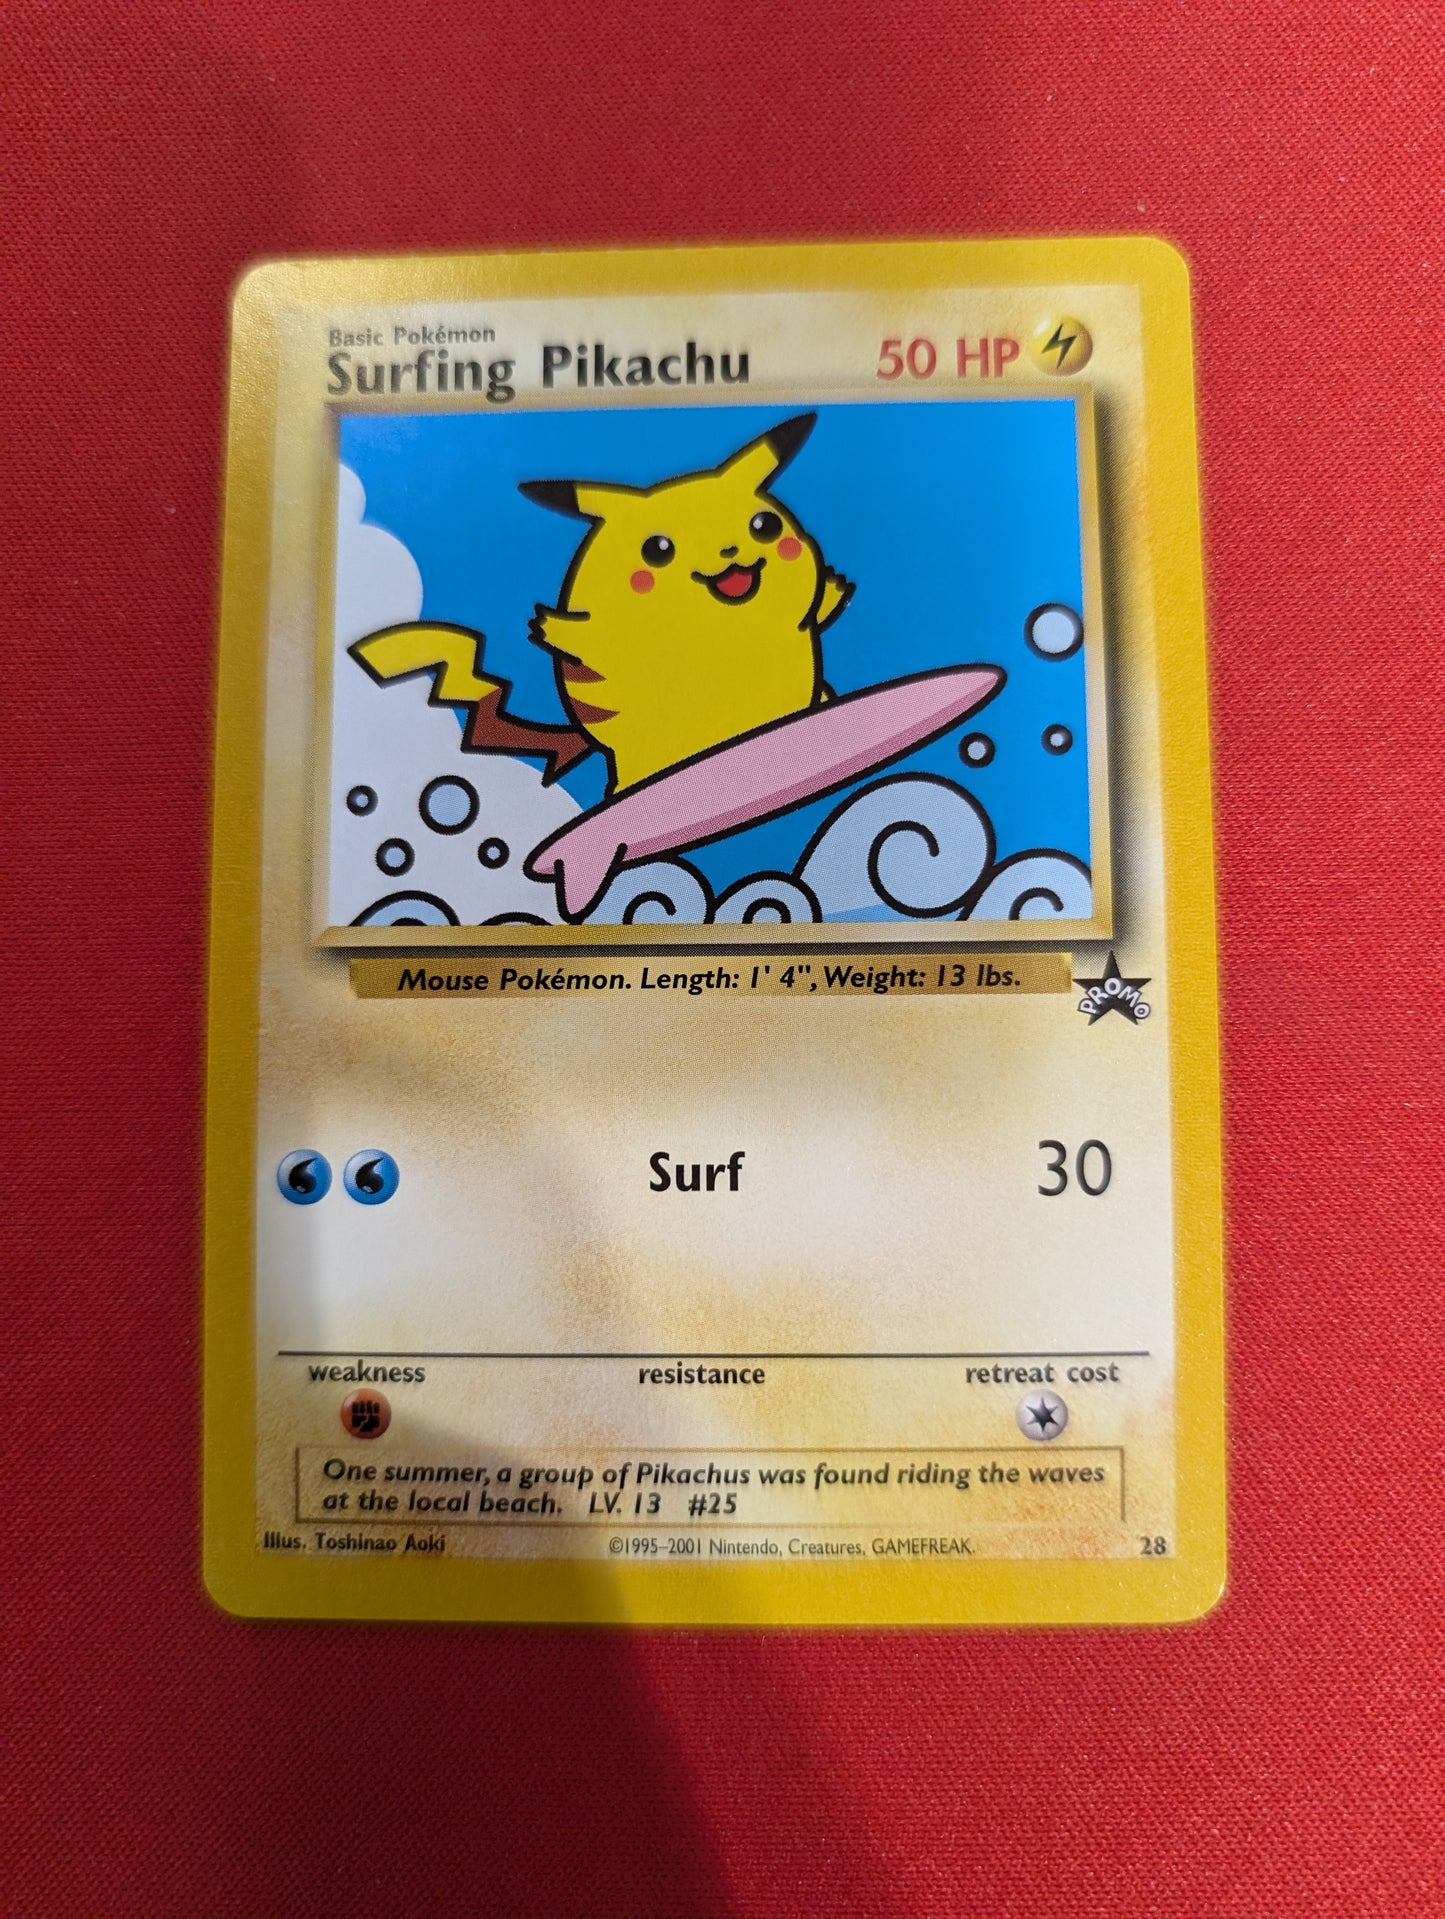 Basic Pokémon
Surfing Pikachu 50 HP
Mouse Pokémon. Length: 1' 4", Weight: 13 lbs.
PROMO
Surf 30
weakness resistance retreat cost
One summer, a group of Pikachus was found riding the waves
at the local beach. LV. 13 #25
Illus. Toshinao Aoki ©1995–2001 Nintendo, Creatures, GAMEFREAK. 28